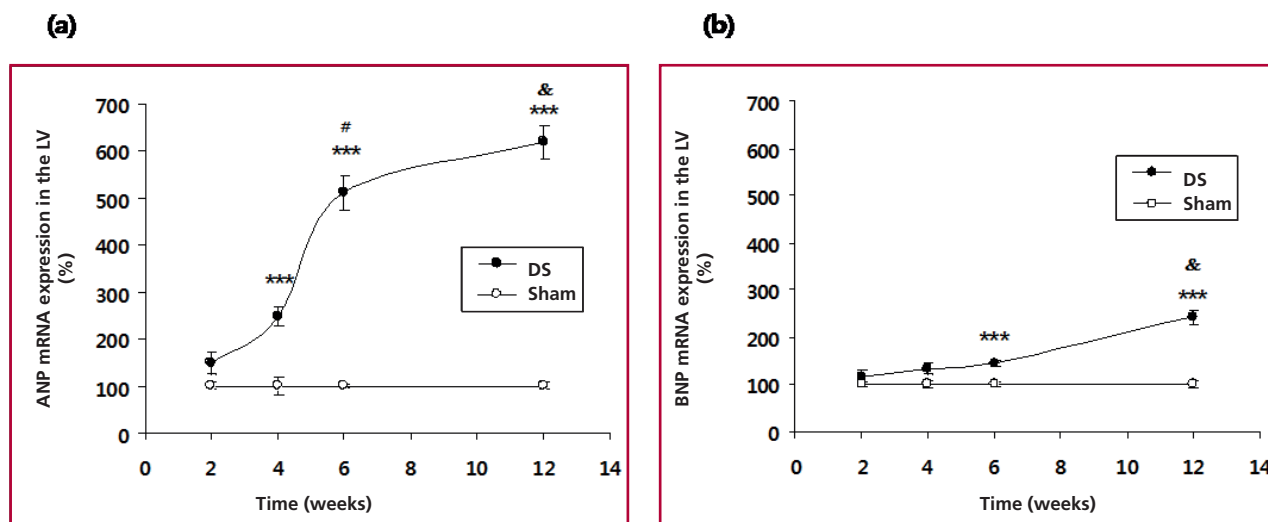 (a)
ANP mRNA expression in the LV
(%)
700
600
500
400
300
200
100
0
0 2 4 6 8 10 12 14
Time (weeks)
***
#
***
&
***
DS
Sham
(b)
BNP mRNA expression in the LV
(%)
700
600
500
400
300
200
100
0
0 2 4 6 8 10 12 14
Time (weeks)
***
&
***
DS
Sham